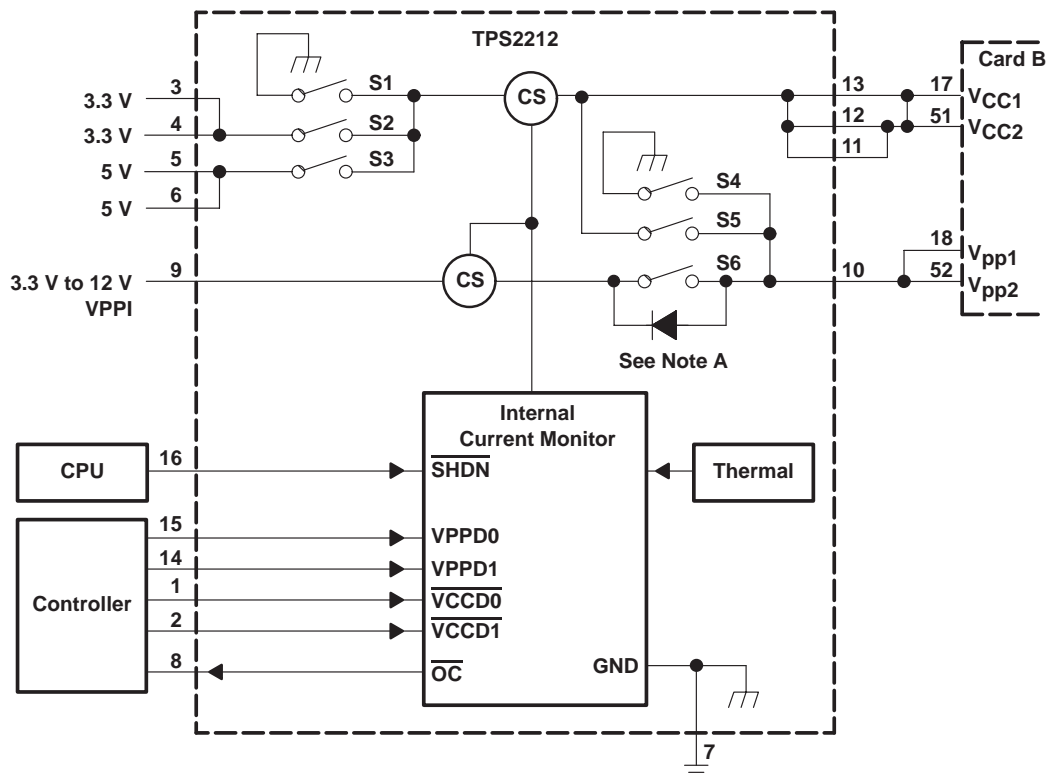 TPS2212
Card B
3
S1
CS
13
17
3.3 V
VCC1
4
S2
12
51
3.3 V
VCC2
5
S3
11
5 V
6
S4
5 V
S5
18
Vpp1
9
CS
S6
10
52
3.3 V to 12 V
VPPI
Vpp2
See Note A
Internal
Current Monitor
CPU
16
SHDN
Thermal
15
VPPD0
14
VPPD1
Controller
1
VCCD0
2
VCCD1
8
OC
GND
7